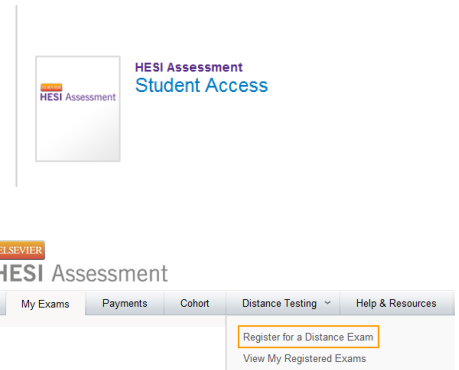 HESI Assessment
Student Access
ELSEVIER
HESI Assessment
ELSEVIER
HESI Assessment
My Exams Payments Cohort Distance Testing Help & Resources
Register for a Distance Exam
View My Registered Exams